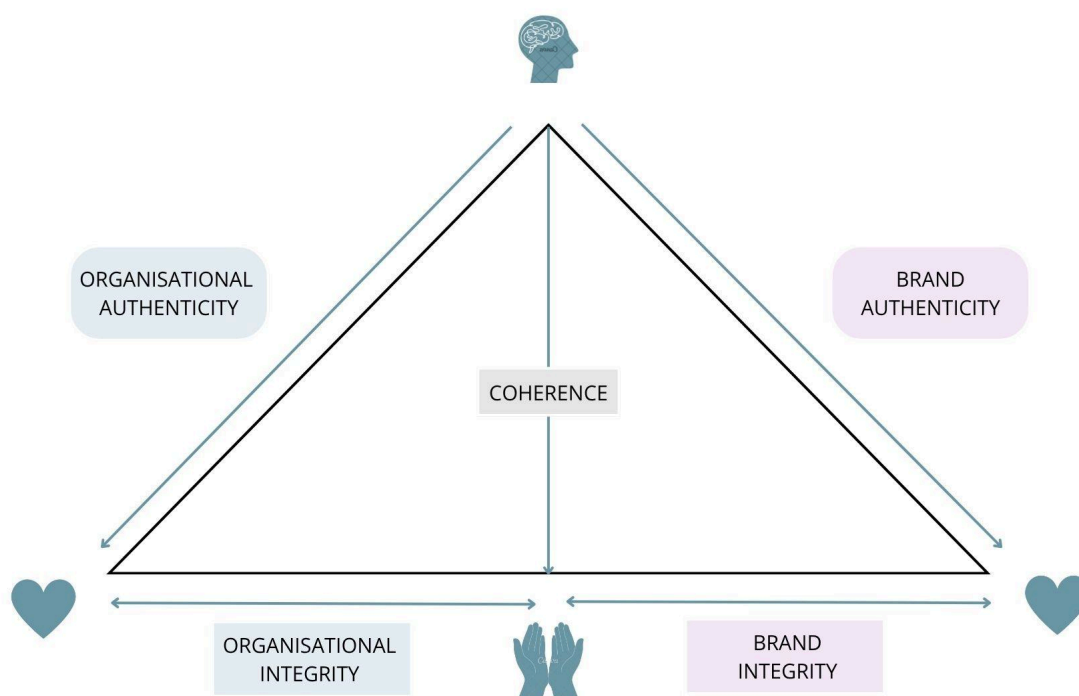 ORGANISATIONAL
AUTHENTICITY
BRAND
AUTHENTICITY
COHERENCE
ORGANISATIONAL
INTEGRITY
BRAND
INTEGRITY